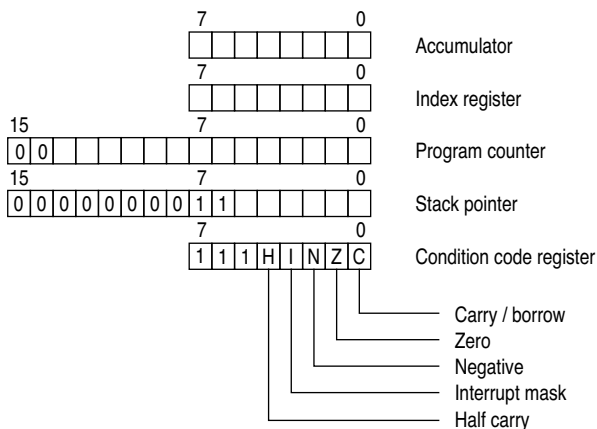 7 0
Accumulator
7 0
Index register
15 7 0
0 0 Program counter
15 7 0
0 0 0 0 0 0 0 0 1 1 Stack pointer
7 0
1 1 1 H I N Z C Condition code register
Carry / borrow
Zero
Negative
Interrupt mask
Half carry